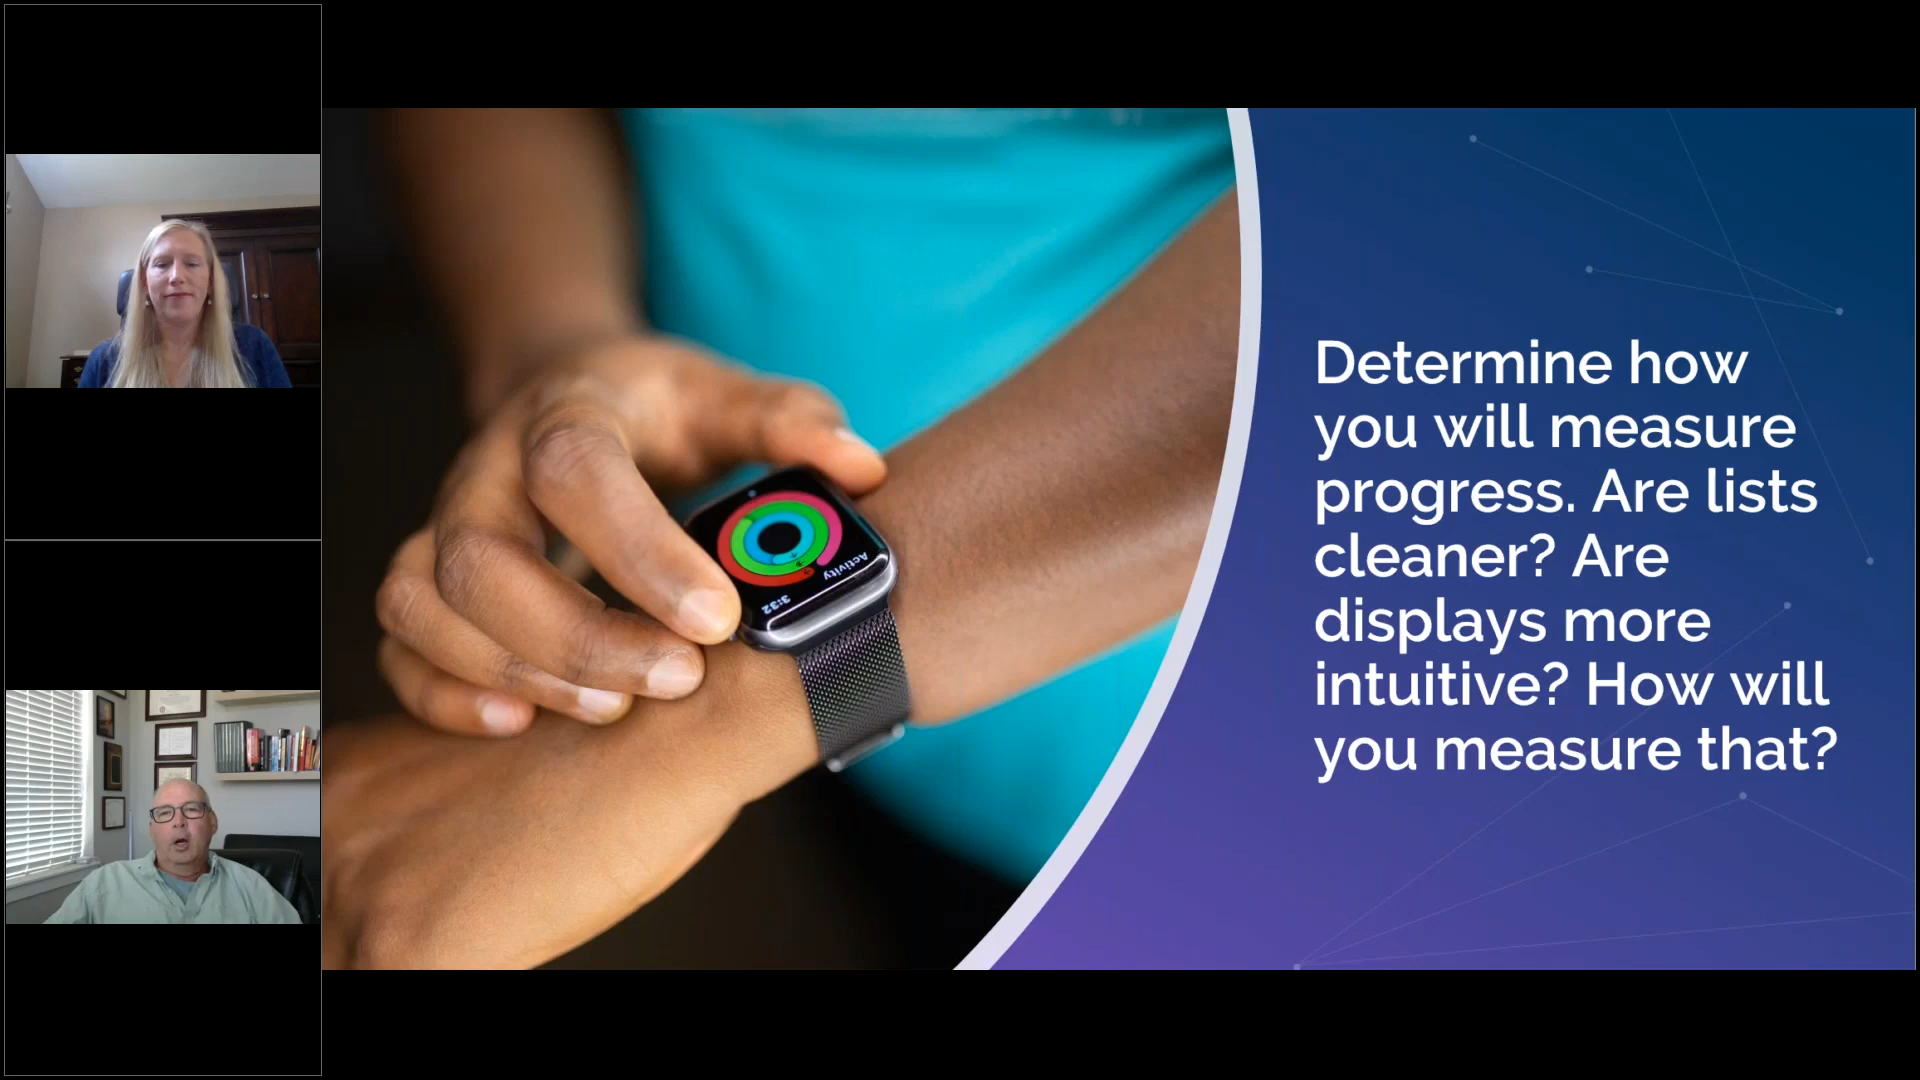 Determine how
you will measure
progress. Are lists
cleaner? Are
displays more
intuitive? How will
you measure that?
Activity
3:32